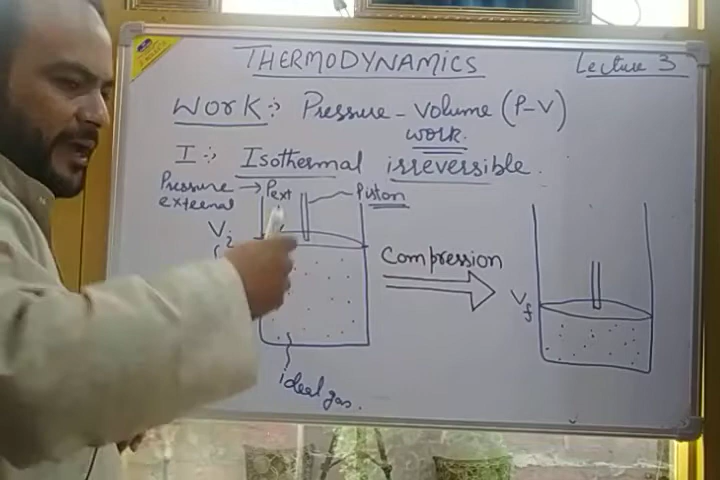 THERMODYNAMICS
Lecture 3
Work:- Pressure - Volume (P-V)
work.
I:- Isothermal irreversible.
Pressure → Pext
external
Piston
Vi
Compression
Vf
ideal gas.